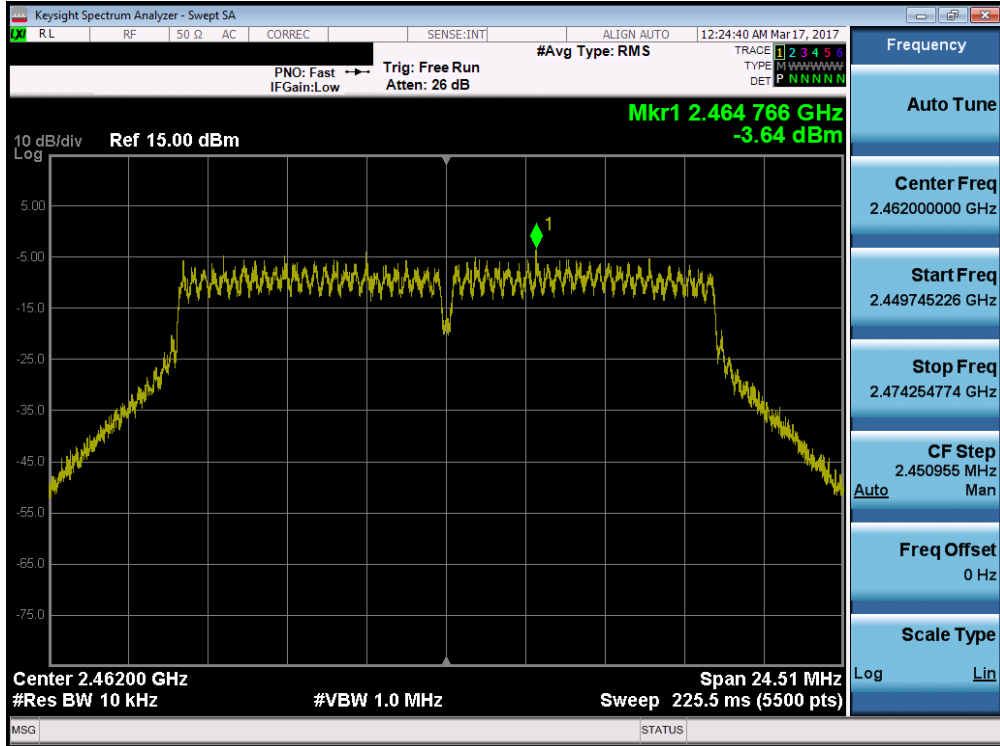 Keysight Spectrum Analyzer - Swept SA
LXI RL RF 50 Ω AC CORREC SENSE:INT ALIGN AUTO 12:24:40 AM Mar 17, 2017
#Avg Type: RMS TRACE 1 2 3 4 5 6
PNO: Fast Trig: Free Run TYPE M WWWWW
IFGain:Low Atten: 26 dB DET P N N N N N
Mkr1 2.464 766 GHz
-3.64 dBm
10 dB/div Ref 15.00 dBm
Log
1
5.00
-5.00
-15.0
-25.0
-35.0
-45.0
-55.0
-65.0
-75.0
Center 2.46200 GHz Span 24.51 MHz
#Res BW 10 kHz #VBW 1.0 MHz Sweep 225.5 ms (5500 pts)
MSG STATUS
Frequency
Auto Tune
Center Freq
2.462000000 GHz
Start Freq
2.449745226 GHz
Stop Freq
2.474254774 GHz
CF Step
2.450955 MHz
Auto Man
Freq Offset
0 Hz
Scale Type
Log Lin